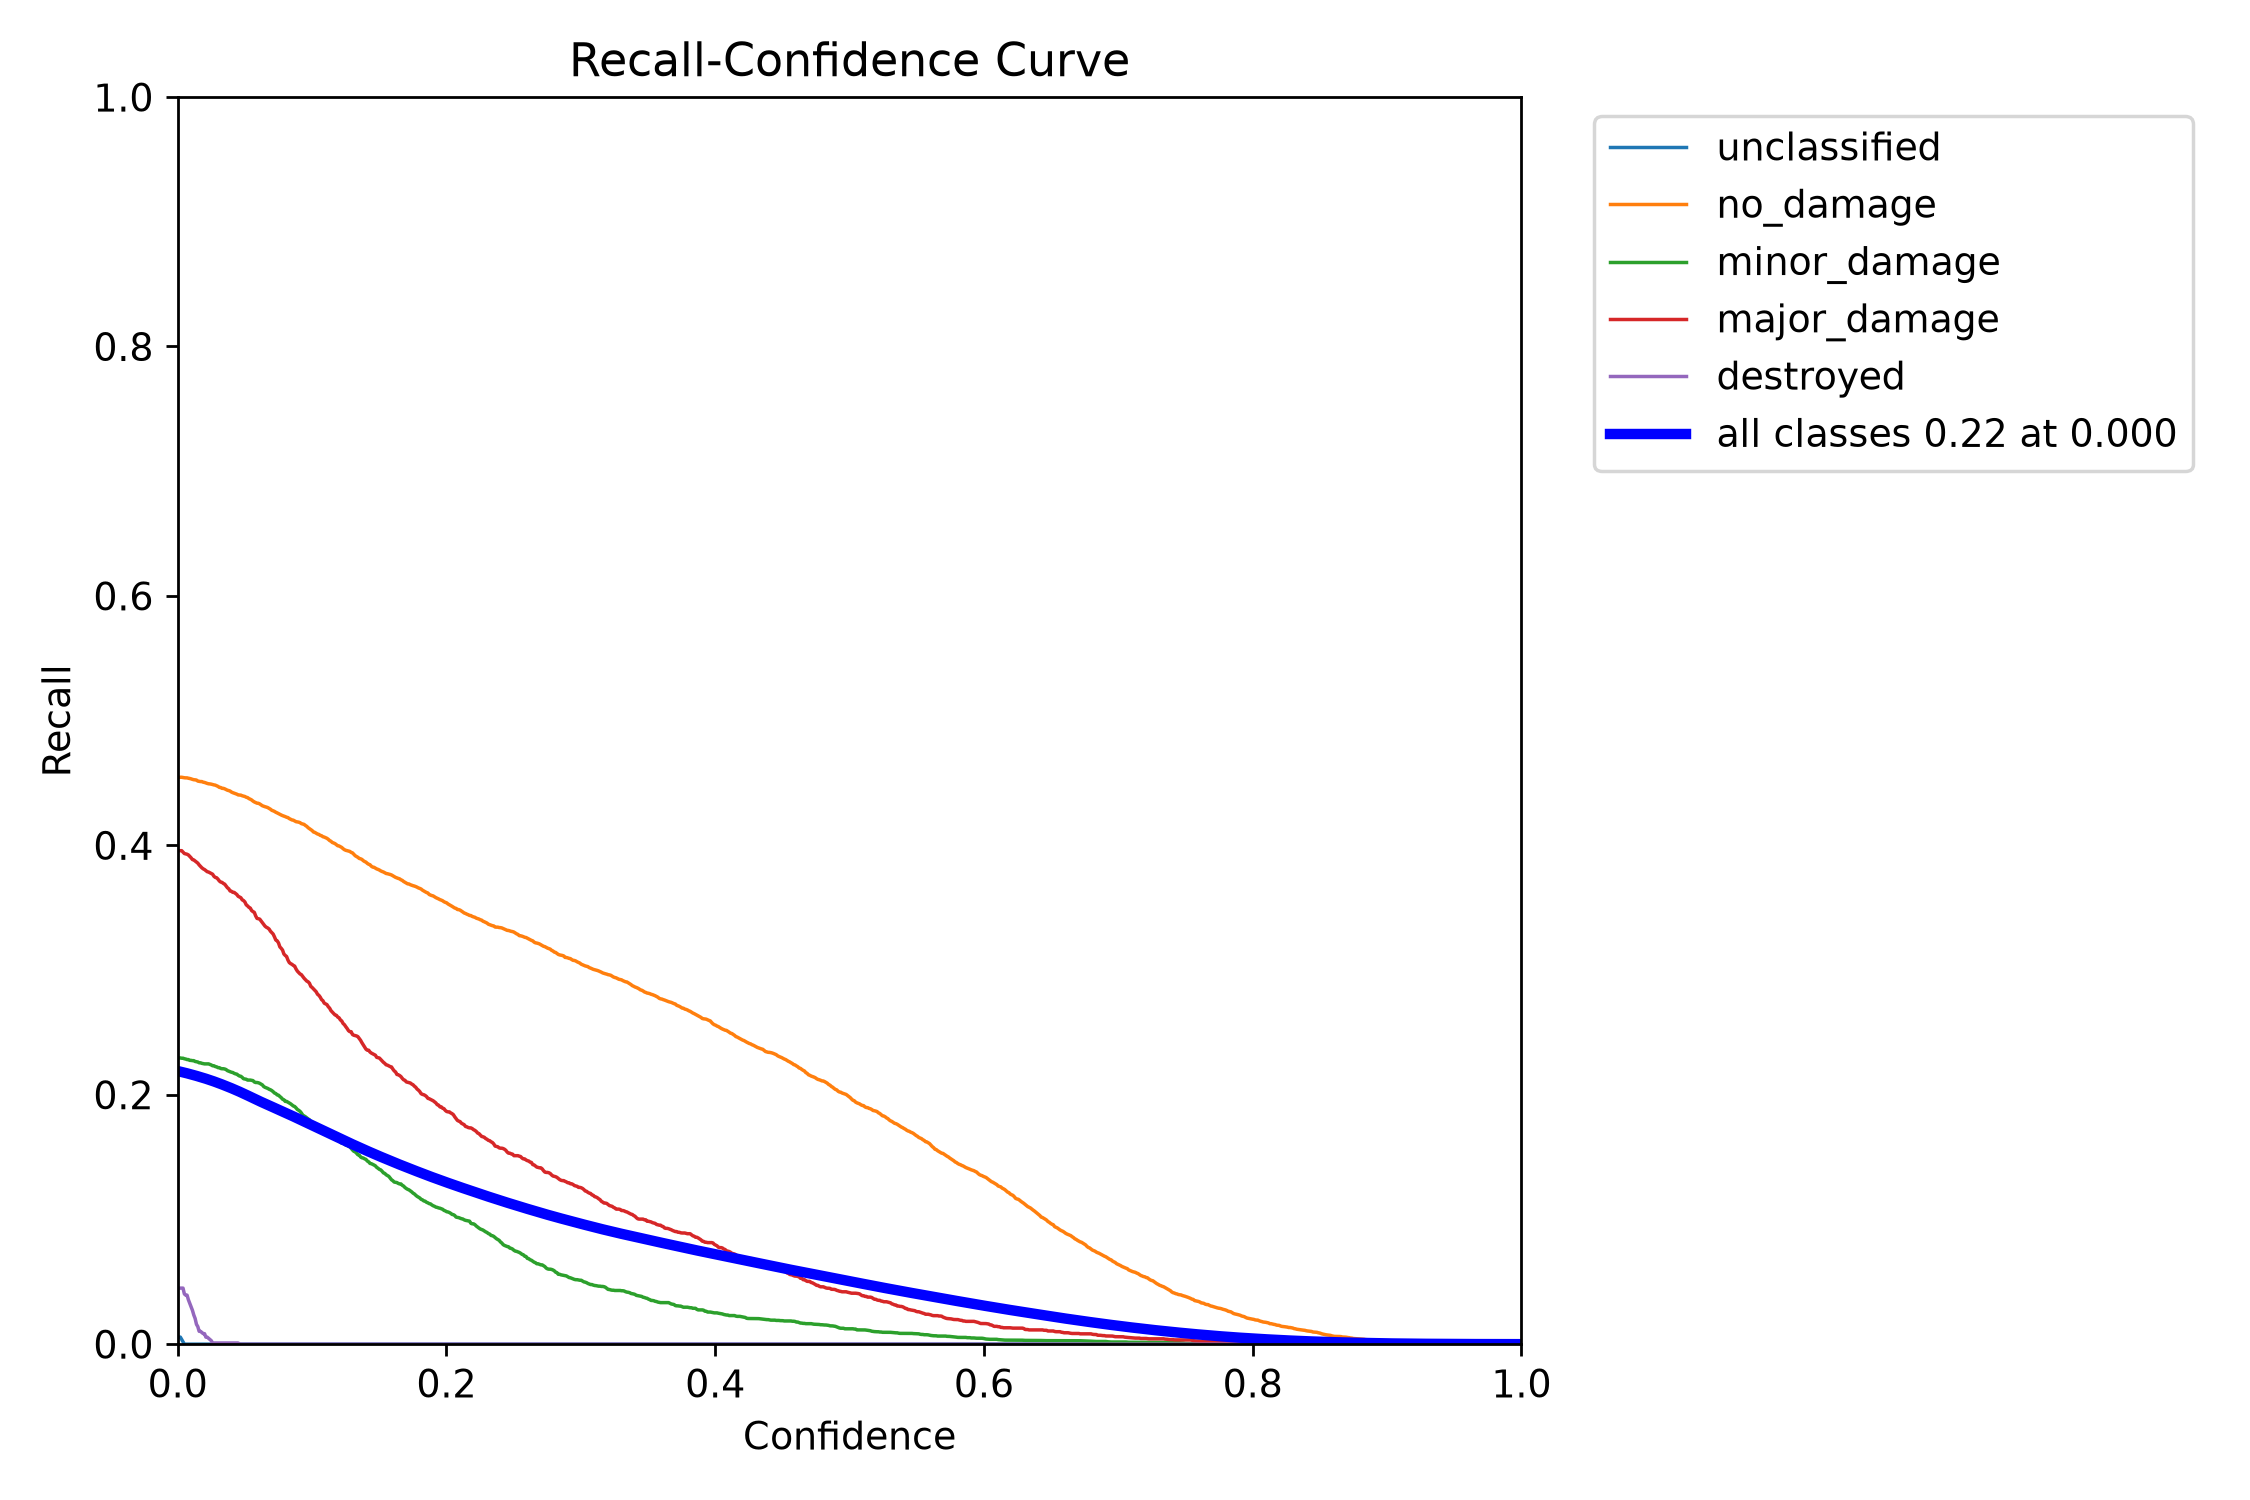 Recall-Confidence Curve
1.0
0.8
0.6
0.4
0.2
0.0
Recall
0.0 0.2 0.4 0.6 0.8 1.0
Confidence
unclassified
no_damage
minor_damage
major_damage
destroyed
all classes 0.22 at 0.000